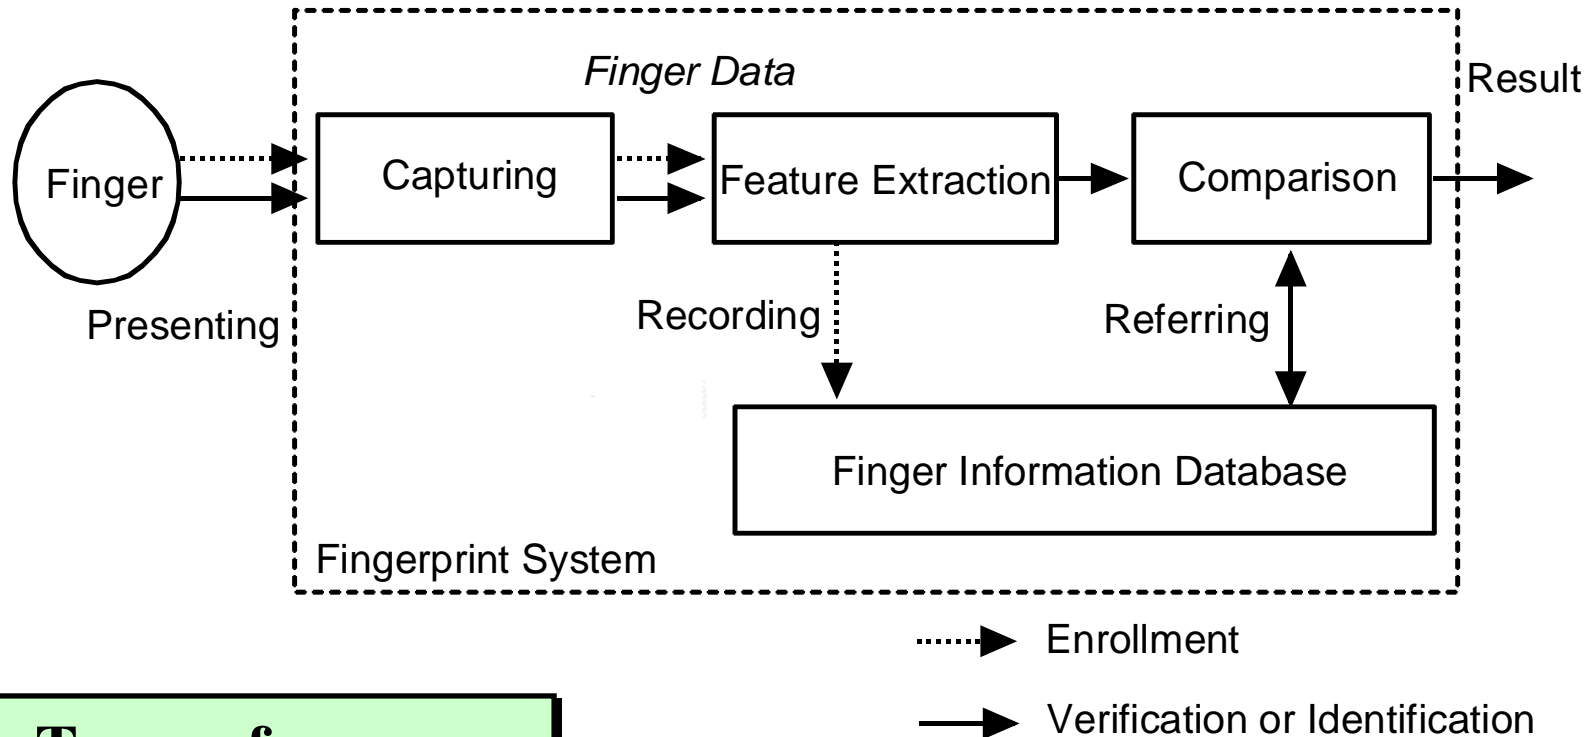 Finger Data
Result
Finger
Capturing
Feature Extraction
Comparison
Presenting
Recording
Referring
Finger Information Database
Fingerprint System
Enrollment
Verification or Identification